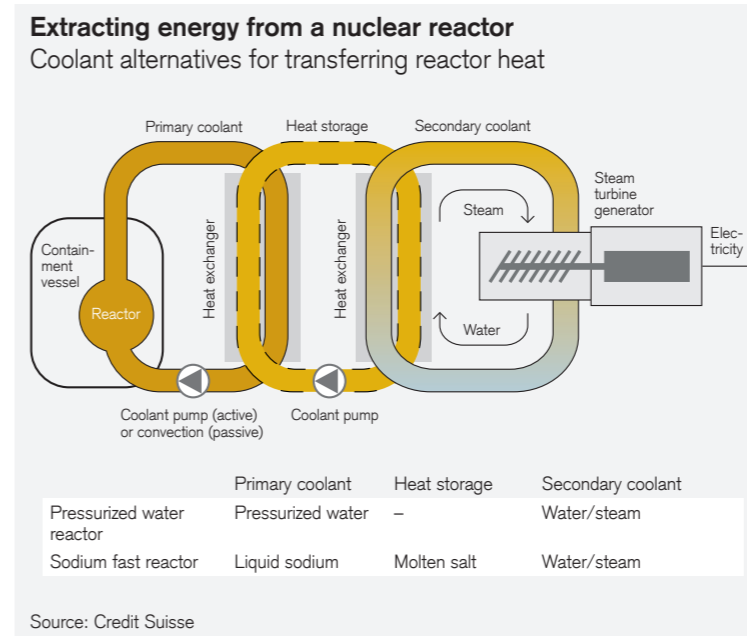 Extracting energy from a nuclear reactor
Coolant alternatives for transferring reactor heat
Primary coolant
Heat storage
Secondary coolant
Steam
turbine
generator
Steam
Elec-
tricity
Contain-
ment
vessel
Heat exchanger
Heat exchanger
Reactor
Water
Coolant pump (active)
or convection (passive)
Coolant pump
Primary coolant Heat storage Secondary coolant
Pressurized water Pressurized water – Water/steam
reactor
Sodium fast reactor Liquid sodium Molten salt Water/steam
Source: Credit Suisse